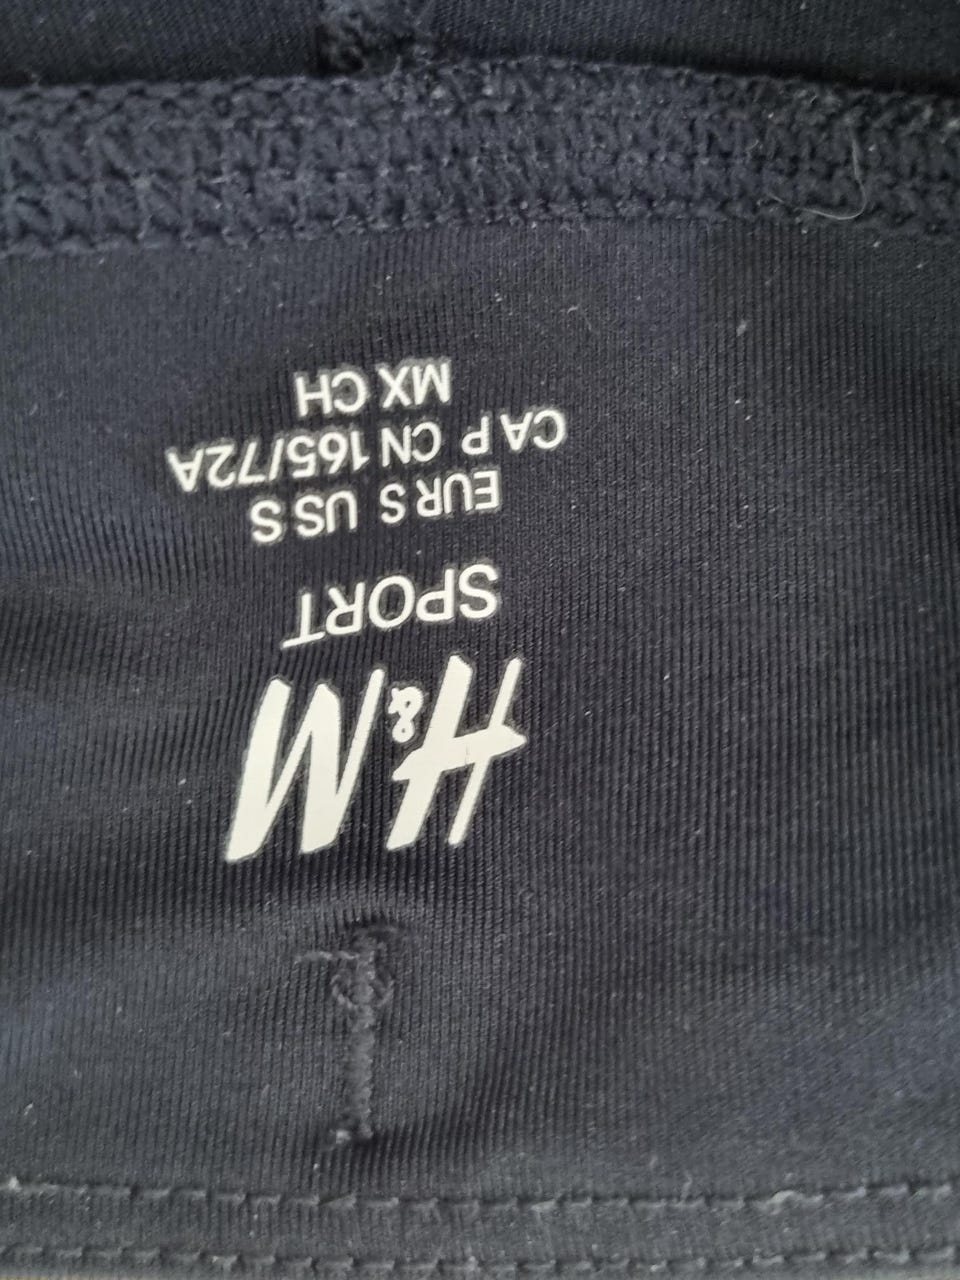 H&M
SPORT
EUR S US S
CA P CN 165/72A
MX CH